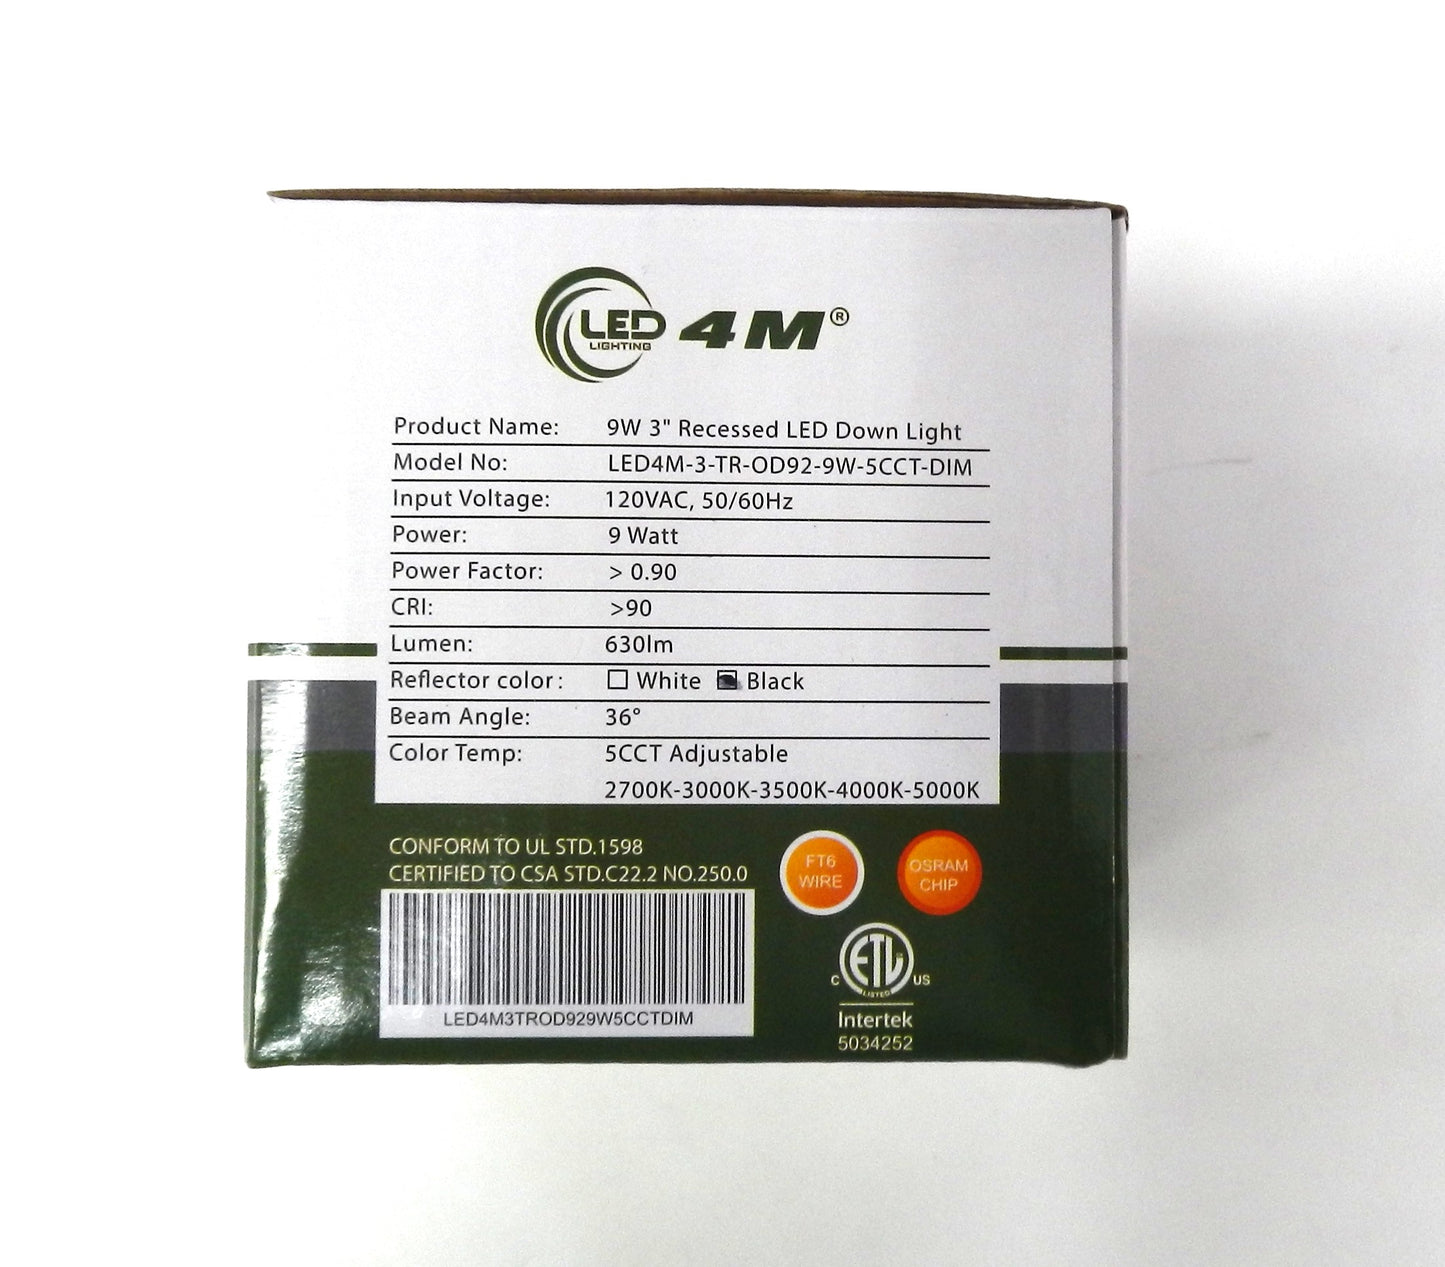 LED 4M®
LIGHTING
Product Name: 9W 3" Recessed LED Down Light
Model No: LED4M-3-TR-OD92-9W-5CCT-DIM
Input Voltage: 120VAC, 50/60Hz
Power: 9 Watt
Power Factor: > 0.90
CRI: >90
Lumen: 630lm
Reflector color: White Black
Beam Angle: 36°
Color Temp: 5CCT Adjustable
2700K-3000K-3500K-4000K-5000K
CONFORM TO UL STD.1598
CERTIFIED TO CSA STD.C22.2 NO.250.0
LED4M3TROD929W5CCTDIM
FT6
WIRE
OSRAM
CHIP
ETL
LISTED
C US
Intertek
5034252